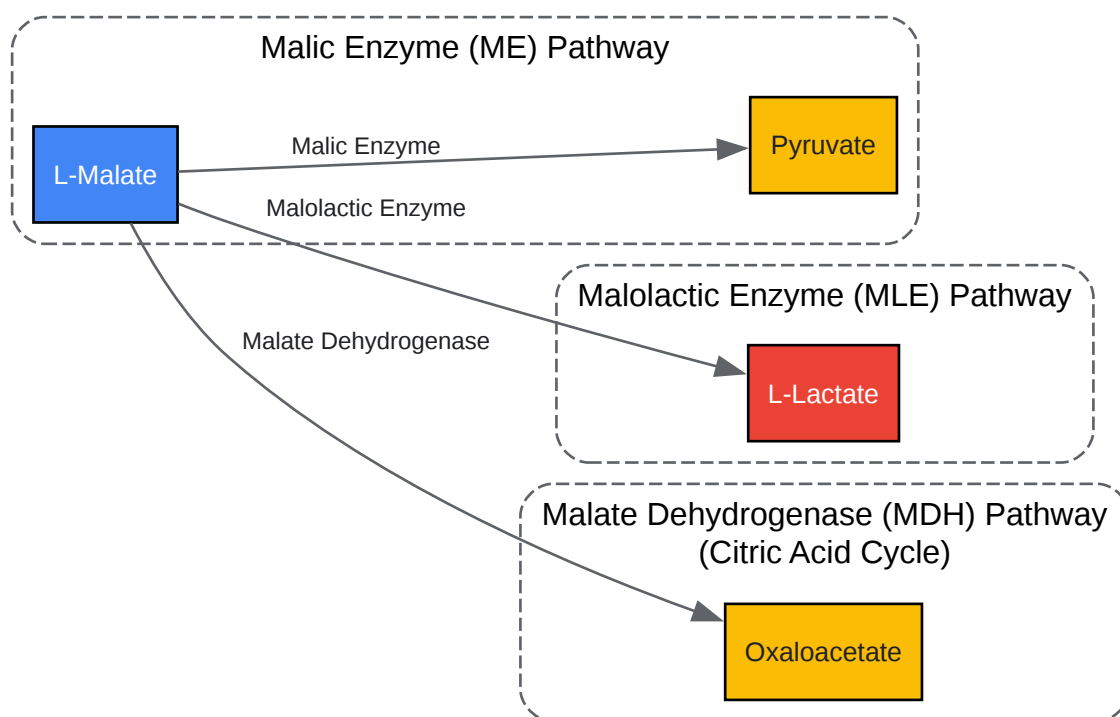 Malic Enzyme (ME) Pathway
L-Malate
Malic Enzyme
Pyruvate
Malolactic Enzyme
Malolactic Enzyme (MLE) Pathway
Malate Dehydrogenase
L-Lactate
Malate Dehydrogenase (MDH) Pathway
(Citric Acid Cycle)
Oxaloacetate